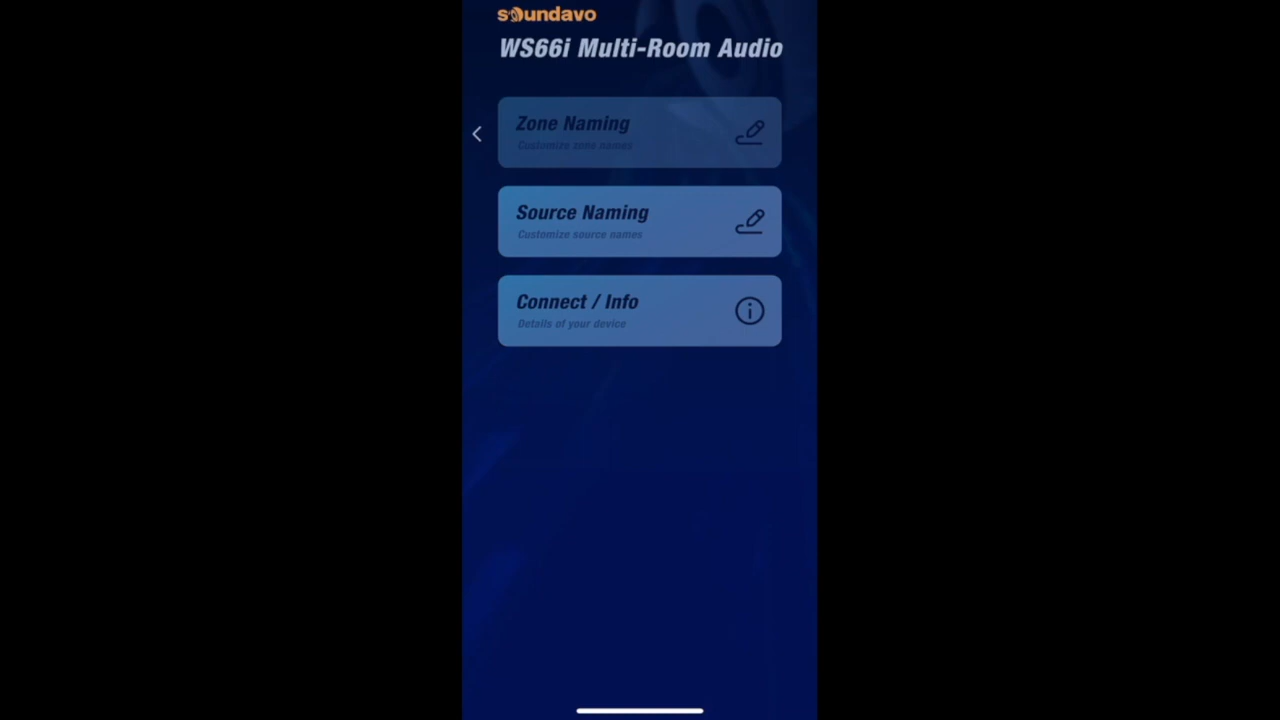 soundavo
WS66i Multi-Room Audio
Zone Naming
Customize zone names
Source Naming
Customize source names
Connect / Info
Details of your device